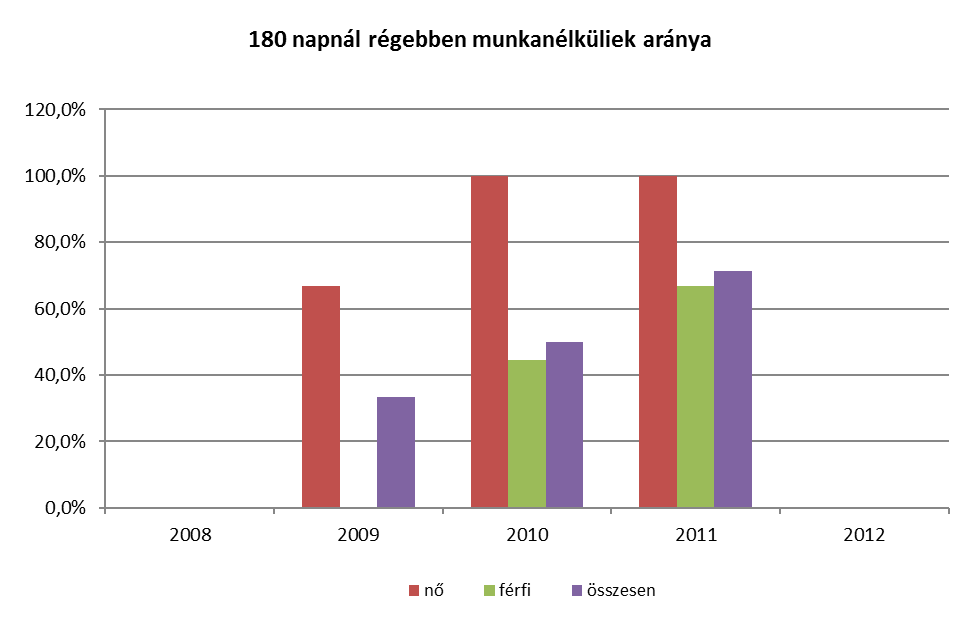 180 napnál régebben munkanélküliek aránya
120,0%
100,0%
80,0%
60,0%
40,0%
20,0%
0,0%
2008 2009 2010 2011 2012
nő férfi összesen